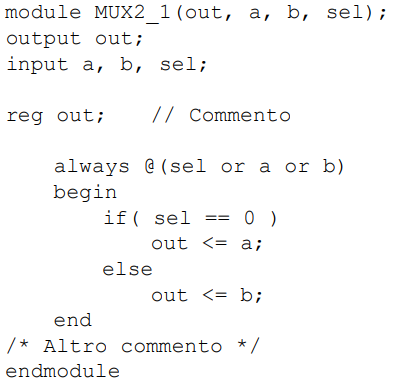 module MUX2_1(out, a, b, sel);
output out;
input a, b, sel;
reg out;   // Commento
    always @(sel or a or b)
    begin
        if( sel == 0 )
            out <= a;
        else
            out <= b;
    end
/* Altro commento */
endmodule